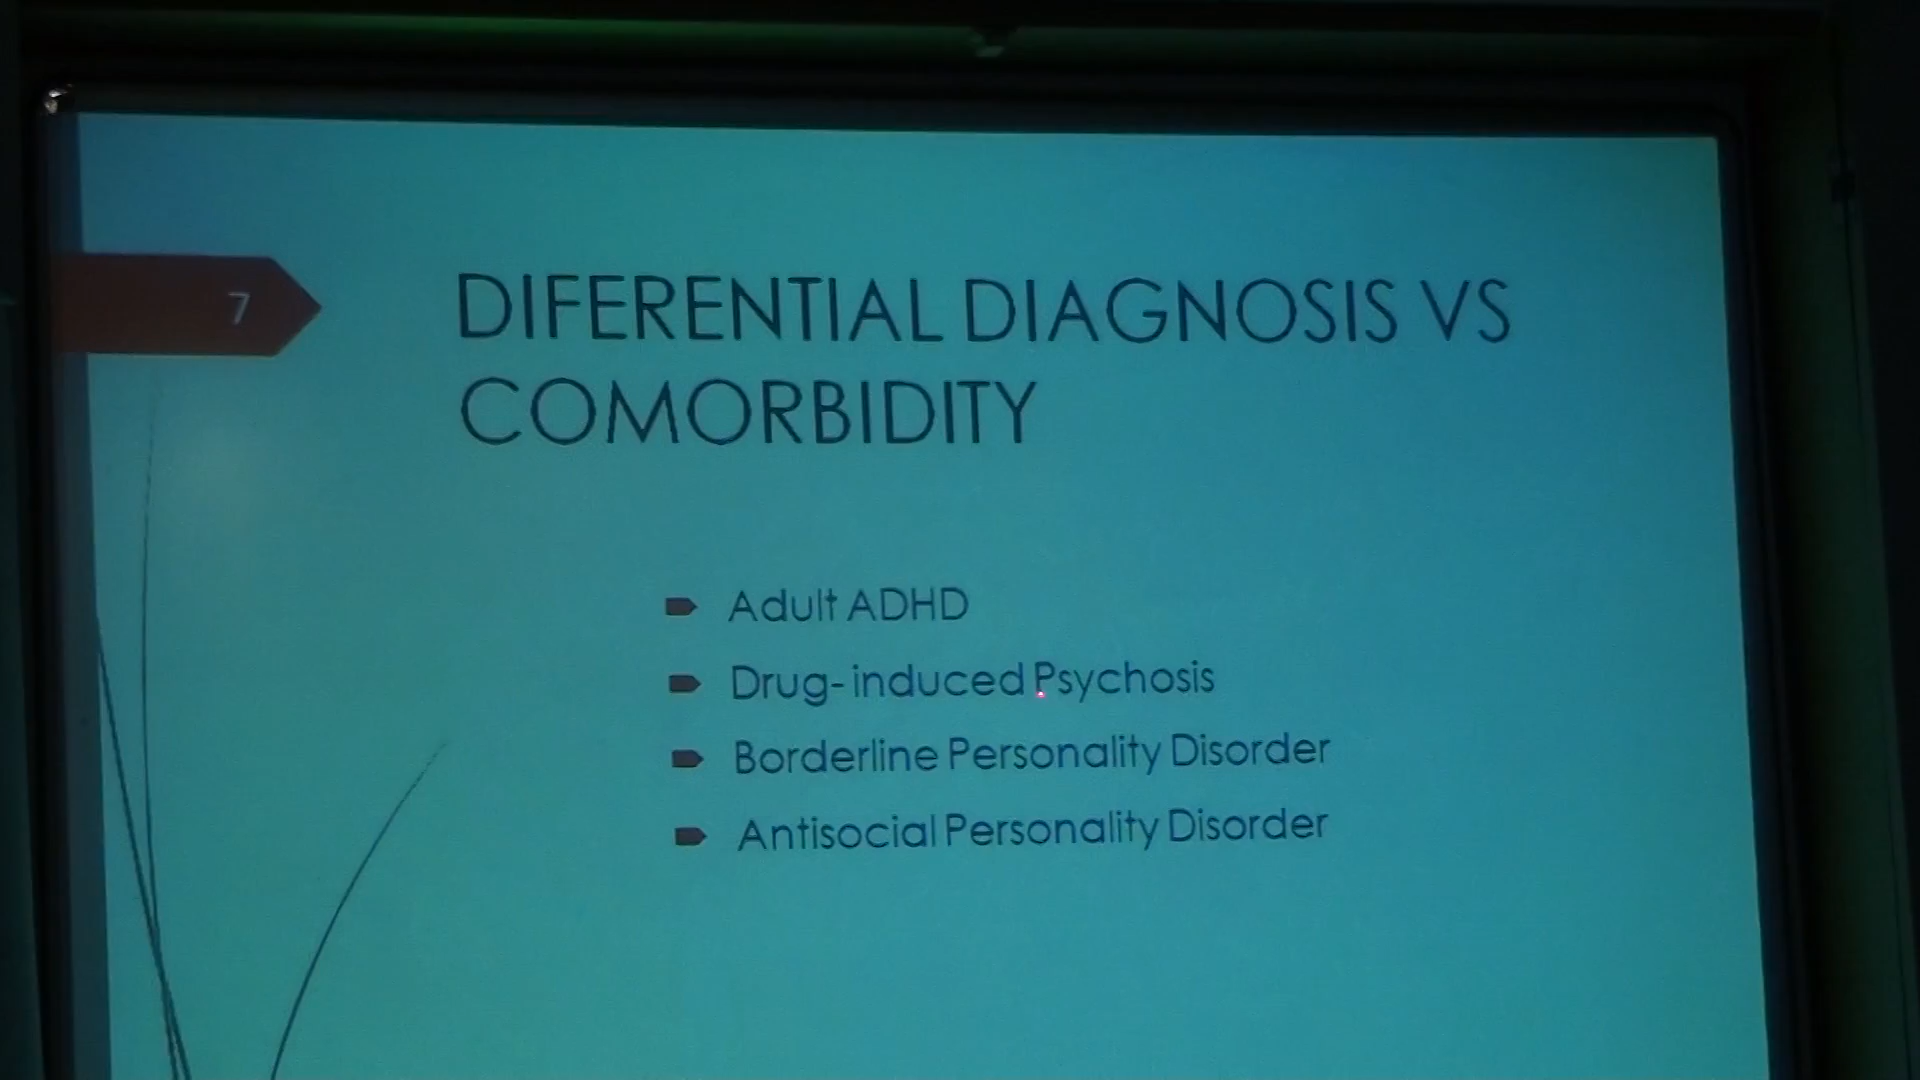 7
DIFERENTIAL DIAGNOSIS VS
COMORBIDITY
Adult ADHD
Drug- induced Psychosis
Borderline Personality Disorder
Antisocial Personality Disorder